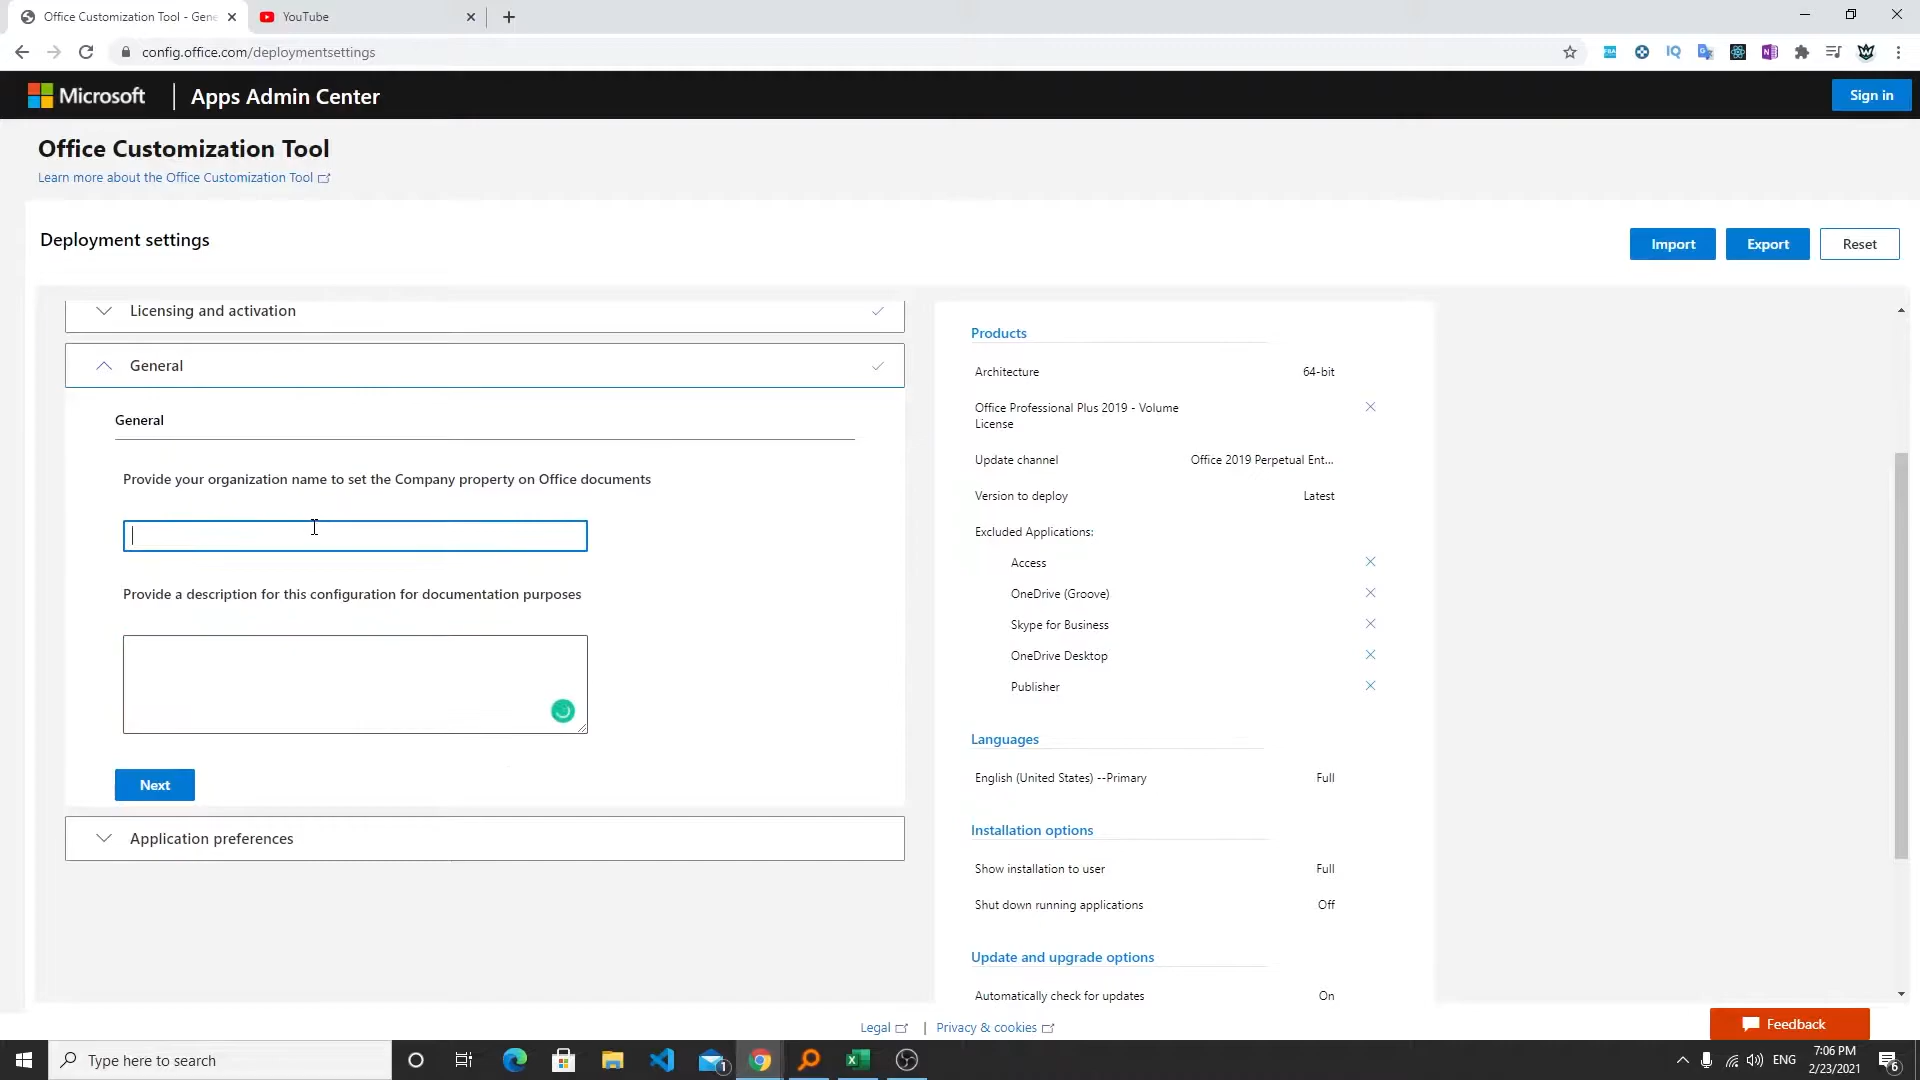 Office Customization Tool - Gene
YouTube
config.office.com/deploymentsettings
Microsoft
Apps Admin Center
Sign in
Office Customization Tool
Learn more about the Office Customization Tool
Deployment settings
Import
Export
Reset
Licensing and activation
General
General
Provide your organization name to set the Company property on Office documents
Provide a description for this configuration for documentation purposes
Next
Application preferences
Products
Architecture 64-bit
Office Professional Plus 2019 - Volume
License
Update channel Office 2019 Perpetual Ent...
Version to deploy Latest
Excluded Applications:
Access
OneDrive (Groove)
Skype for Business
OneDrive Desktop
Publisher
Languages
English (United States) --Primary Full
Installation options
Show installation to user Full
Shut down running applications Off
Update and upgrade options
Automatically check for updates On
Legal | Privacy & cookies
Feedback
Type here to search
1
ENG
7:06 PM
2/23/2021
6